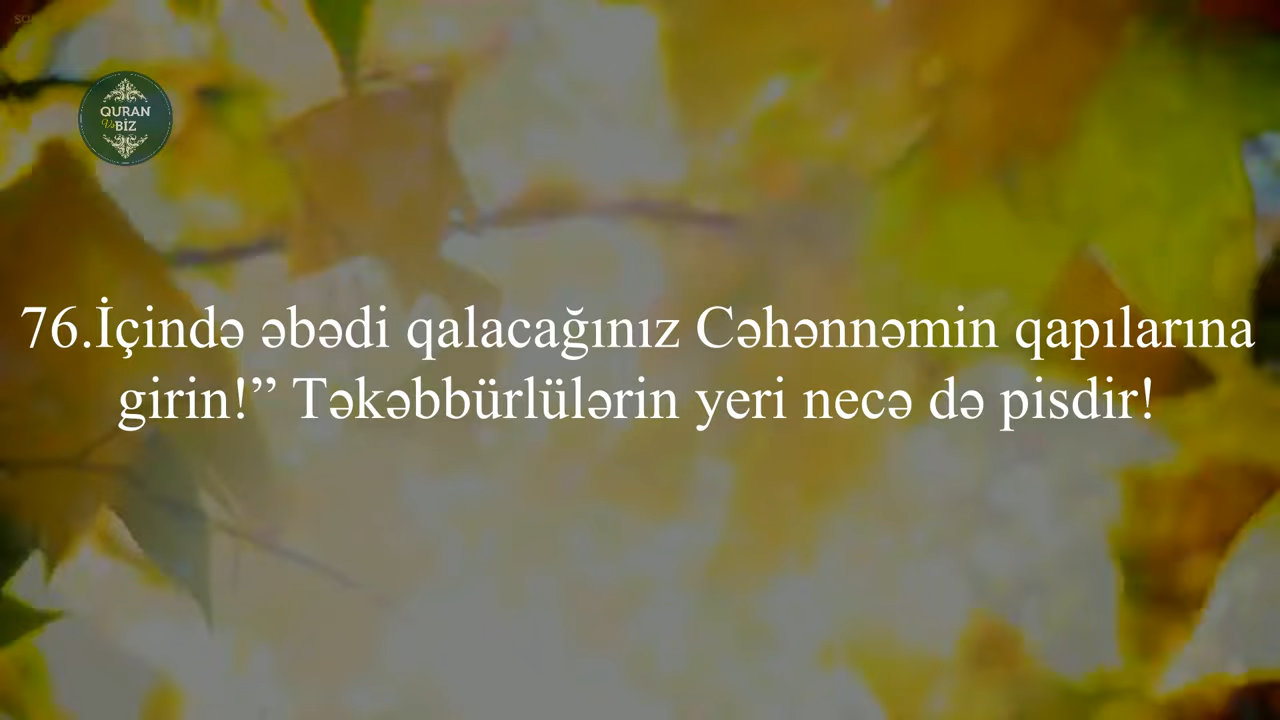 QURAN
Və BİZ
76.İçində əbədi qalacağınız Cəhənnəmin qapılarına
girin!” Təkəbbürlülərin yeri necə də pisdir!